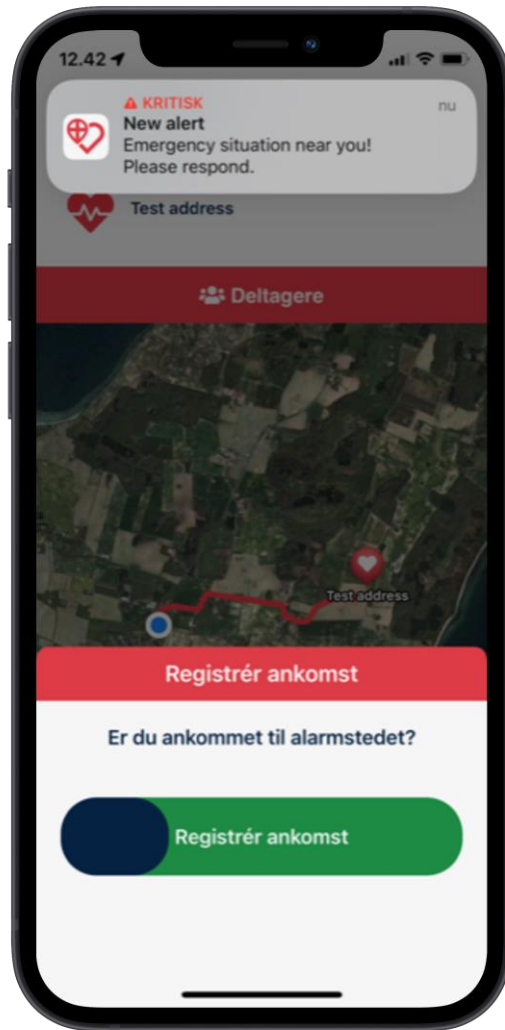 12.42
KRITISK
nu
New alert
Emergency situation near you!
Please respond.
Test address
Deltagere
Test address
Registrér ankomst
Er du ankommet til alarmstedet?
Registrér ankomst